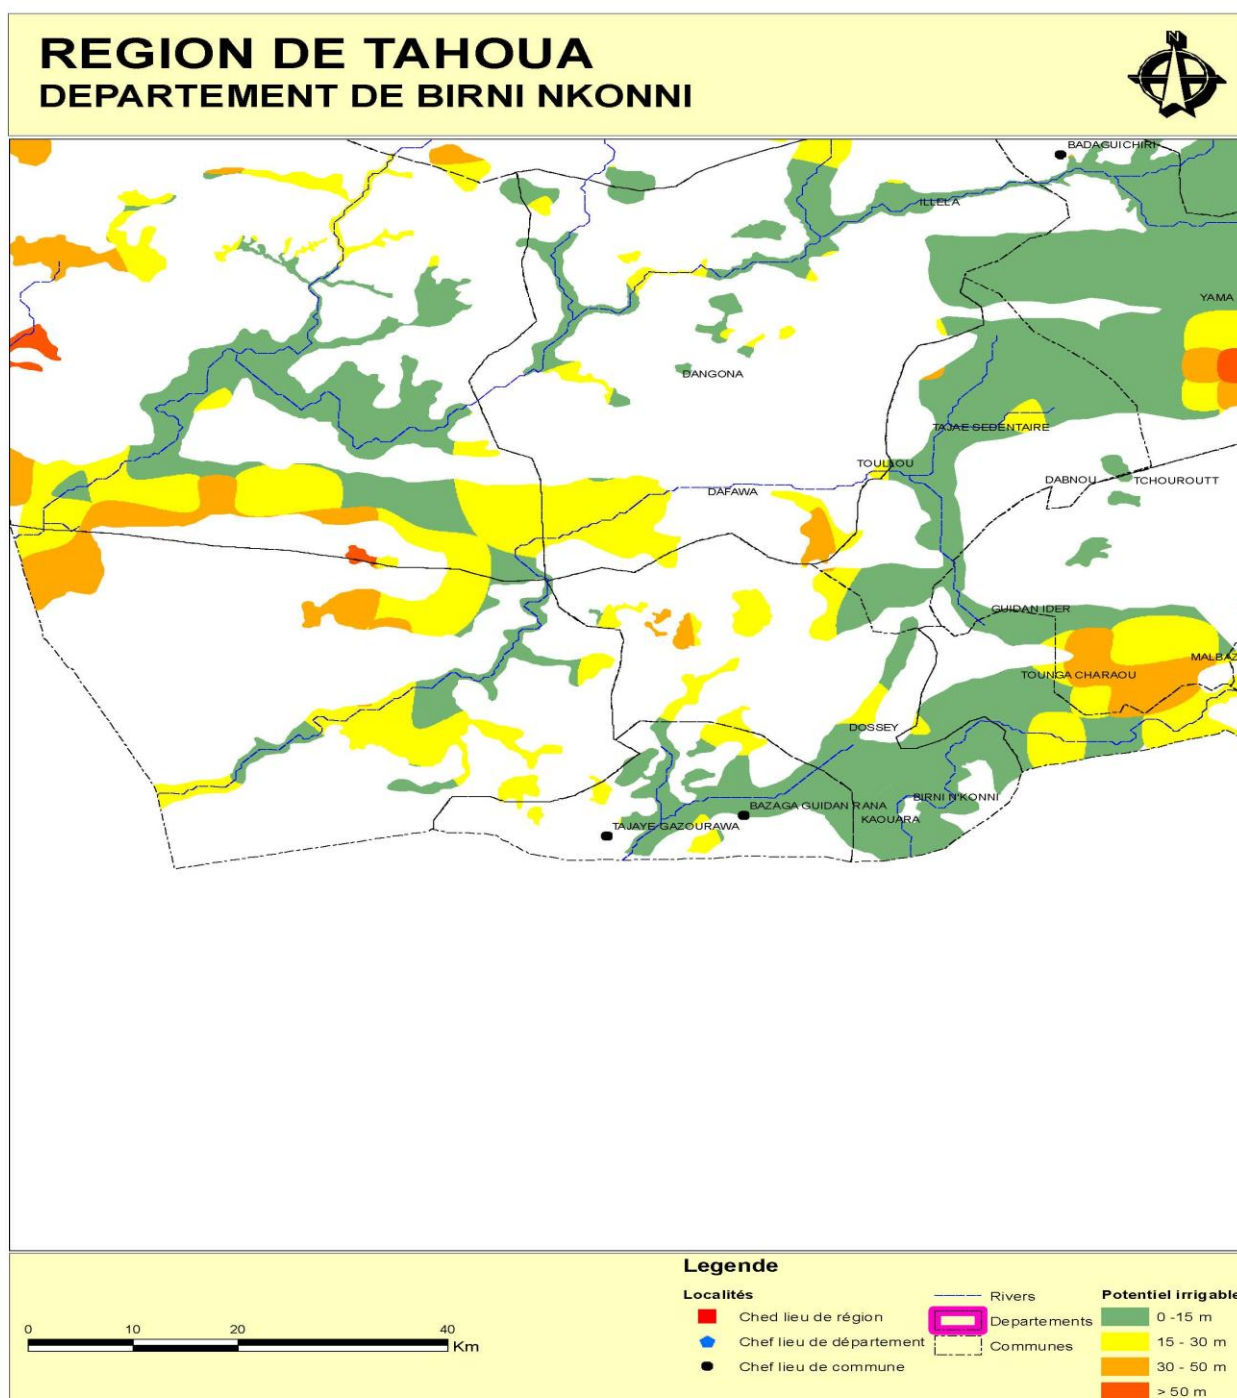 REGION DE TAHOUA
DEPARTEMENT DE BIRNI NKONNI
N
BADAGUICHIRI
ILLELA
YAMA
DANGONA
TAJAE SEDENTAIRE
TOULLOU
DABNOU
TCHOUROUTT
DAFAWA
GUIDAN IDER
MALBAZ
TOUNGA CHARAOU
DOSSEY
BIRNI N'KONNI
BAZAGA GUIDAN RANA
KAOUARA
TAJAYE GAZOURAWA
Legende
Localités
Ched lieu de région
Chef lieu de département
Chef lieu de commune
Rivers
Departements
Communes
Potentiel irrigable
0 -15 m
15 - 30 m
30 - 50 m
> 50 m
0 10 20 40
Km